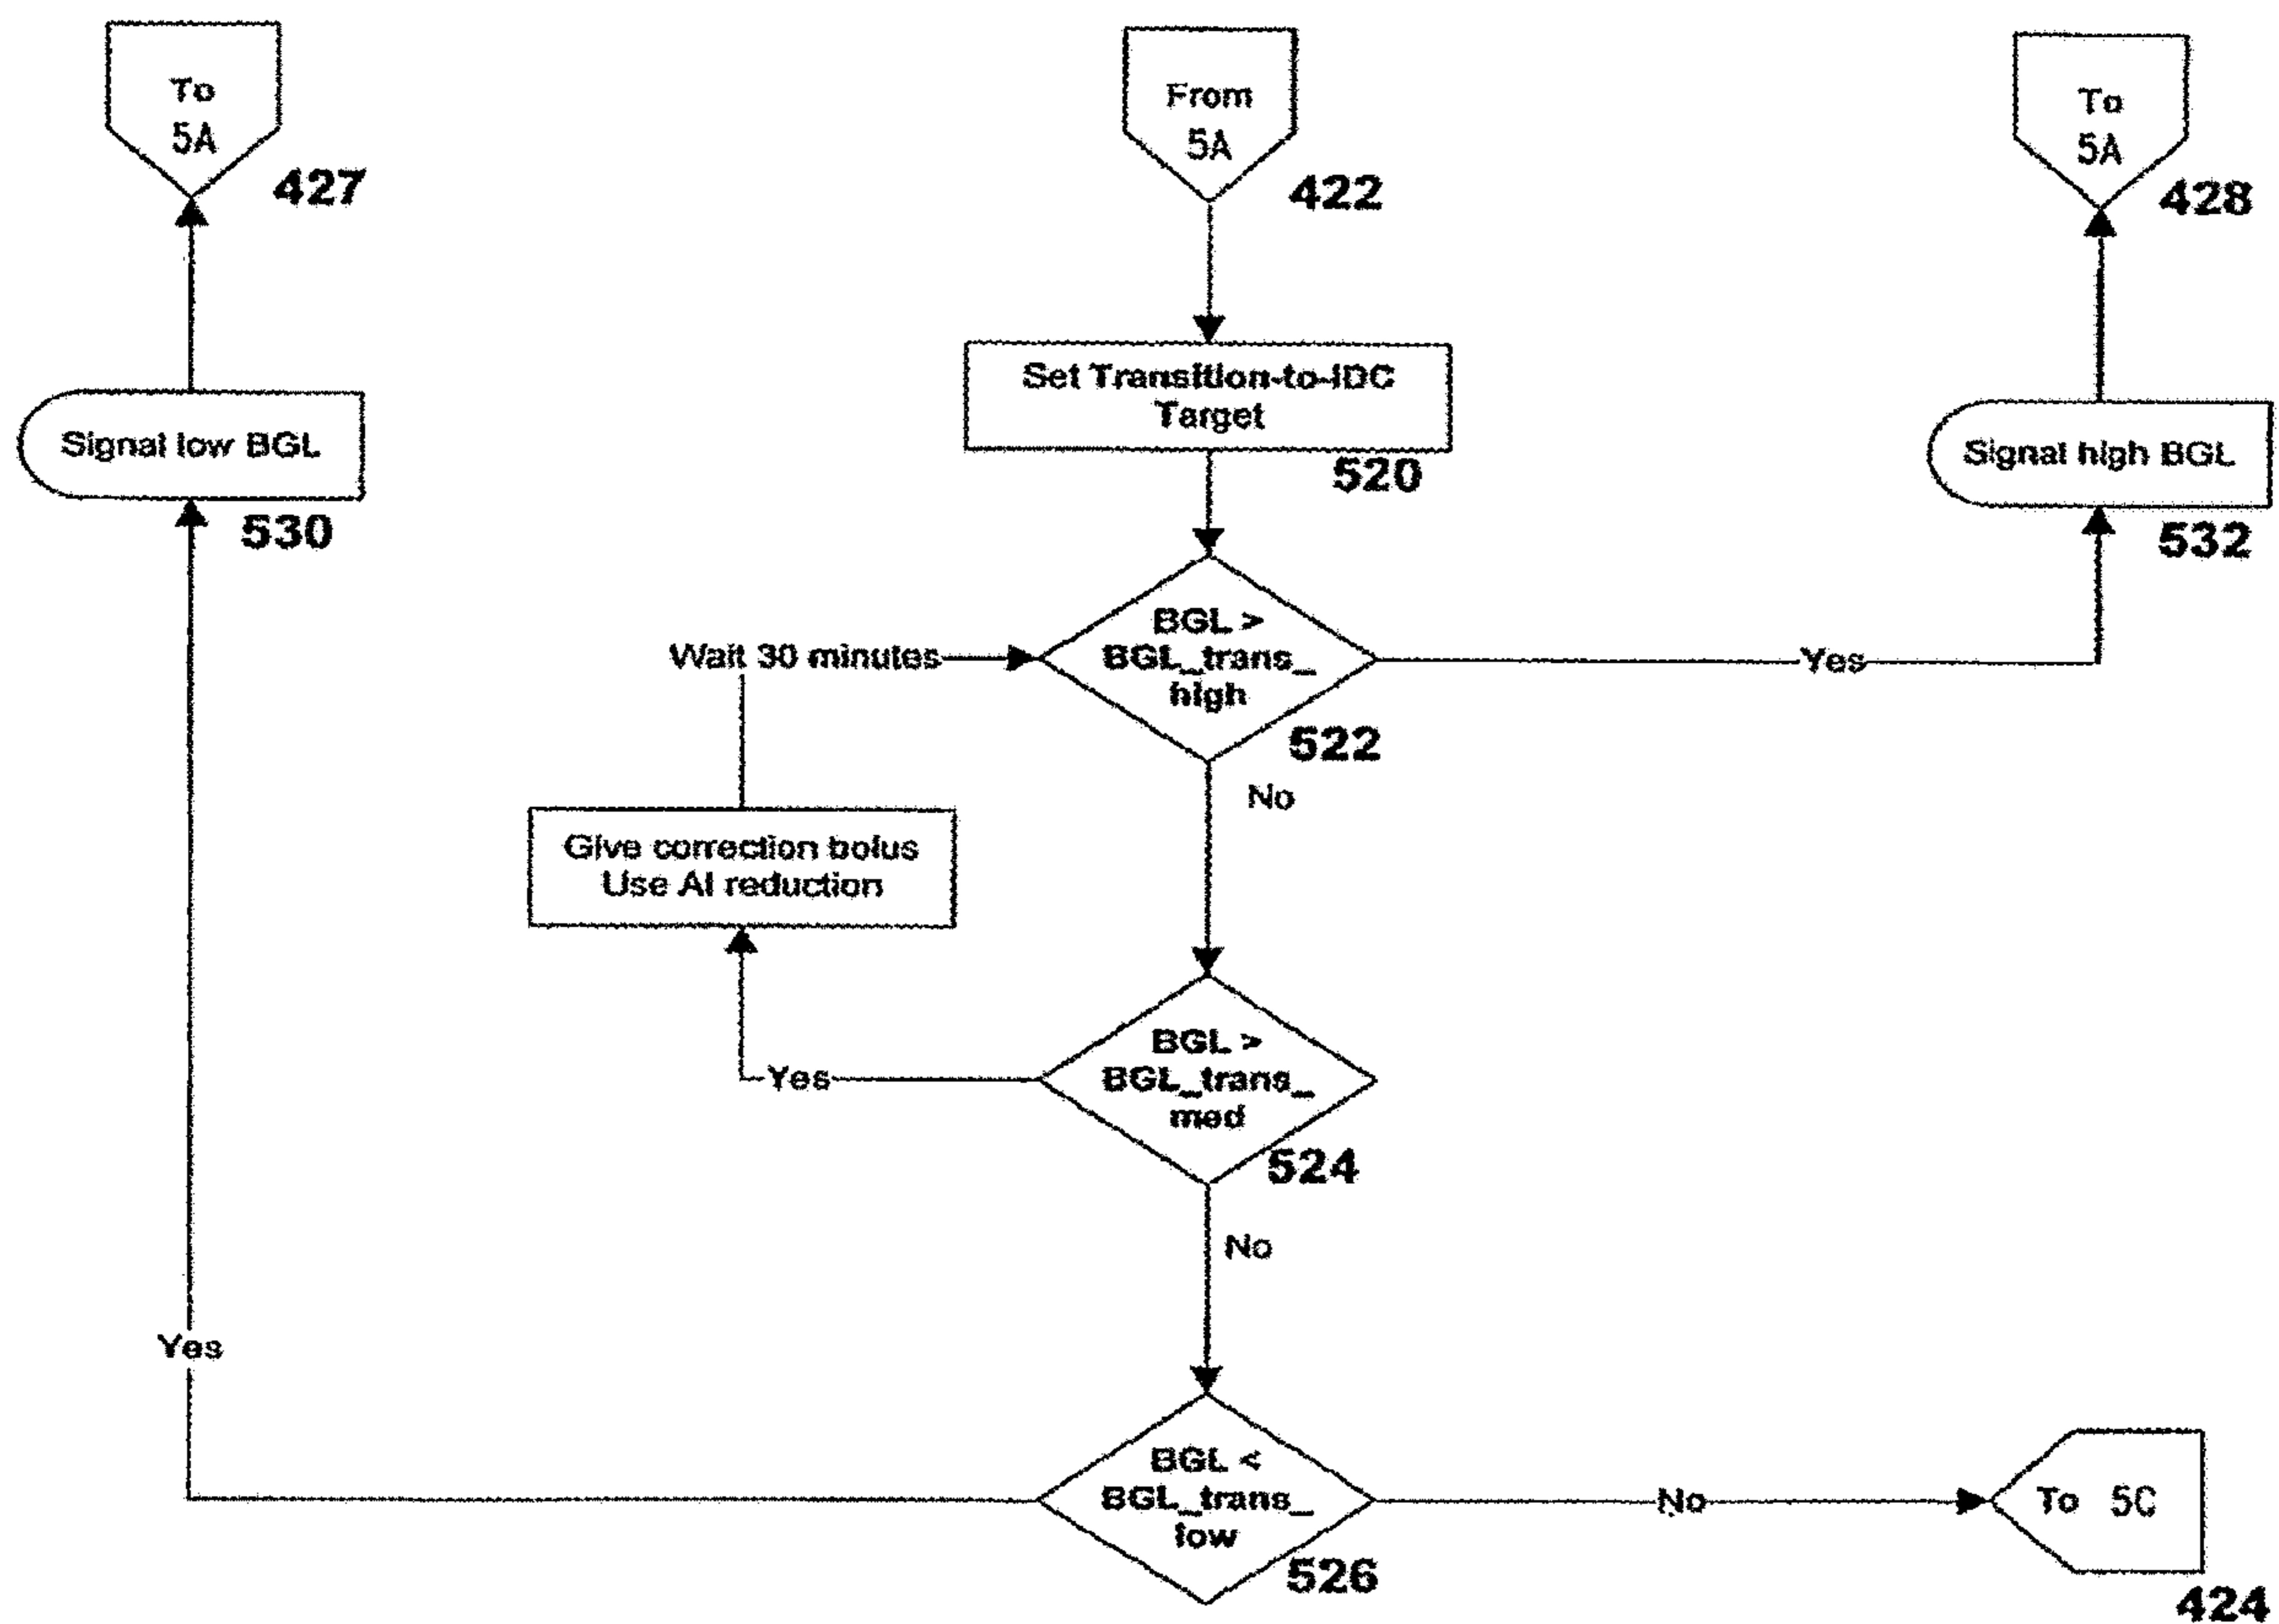 To
5A
427
From
5A
422
To
5A
428
Set Transition-to-IDC
Target
520
Signal low BGL
530
Signal high BGL
532
BGL >
BGL_trans_
high
522
Wait 30 minutes
Yes
No
Give correction bolus
Use AI reduction
BGL >
BGL_trans_
med
524
Yes
No
Yes
BGL <
BGL_trans_
low
526
No
To 5C
424